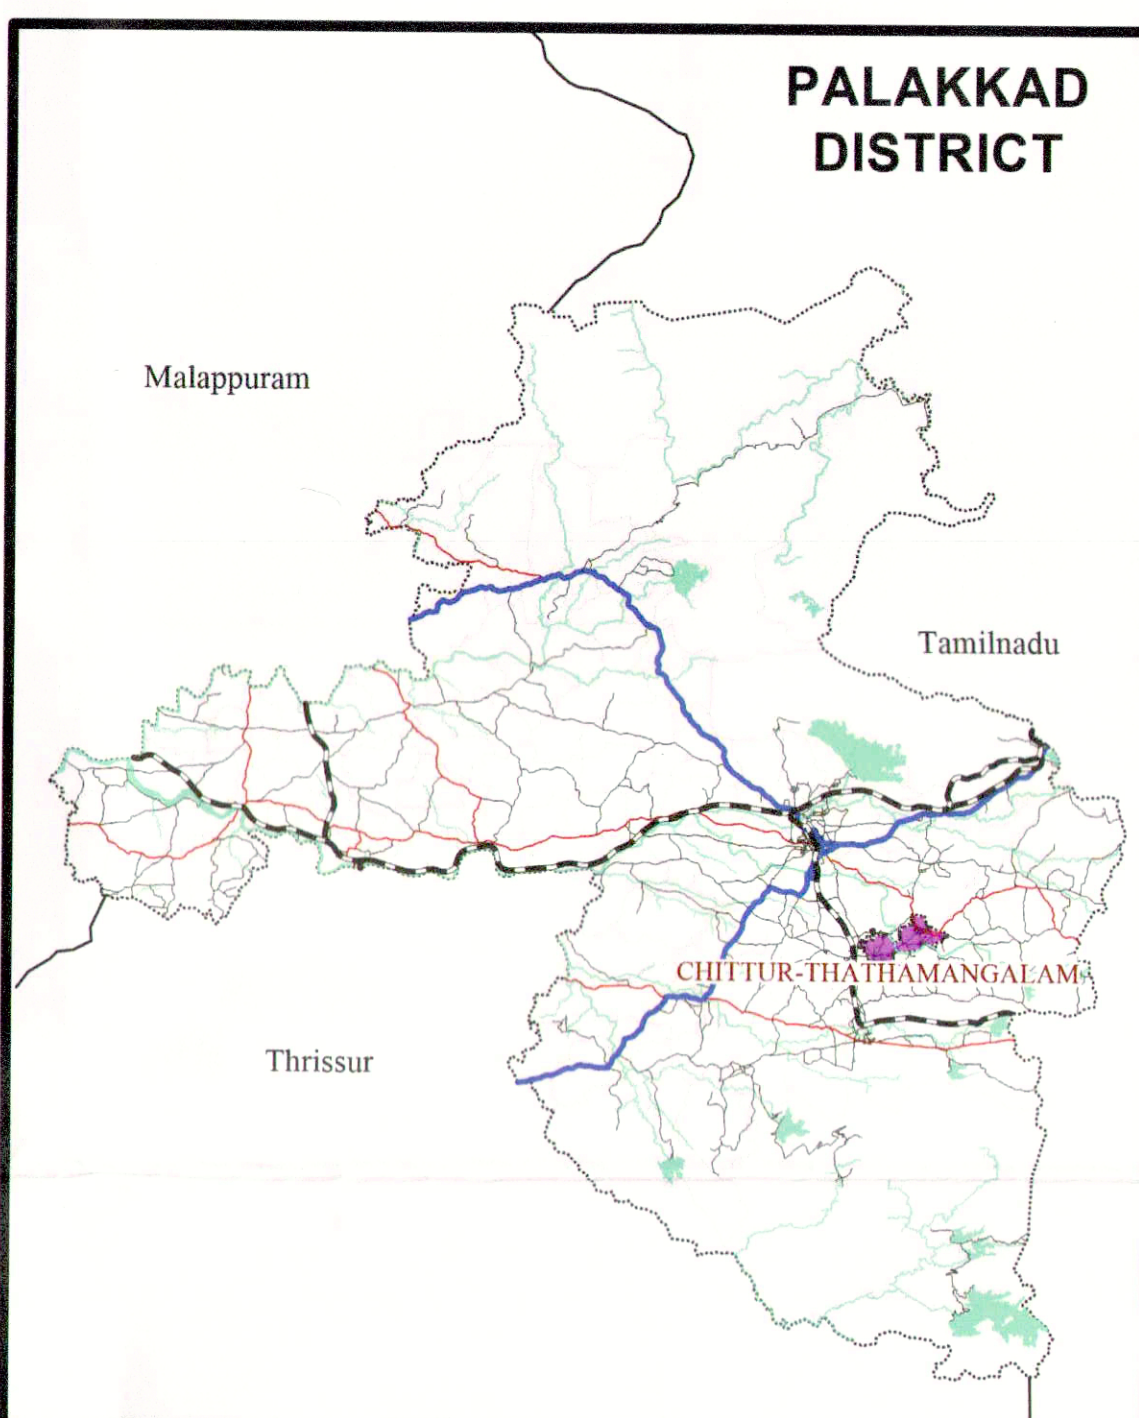 PALAKKAD
DISTRICT
Malappuram
Tamilnadu
CHITTUR-THATHAMANGALAM
Thrissur